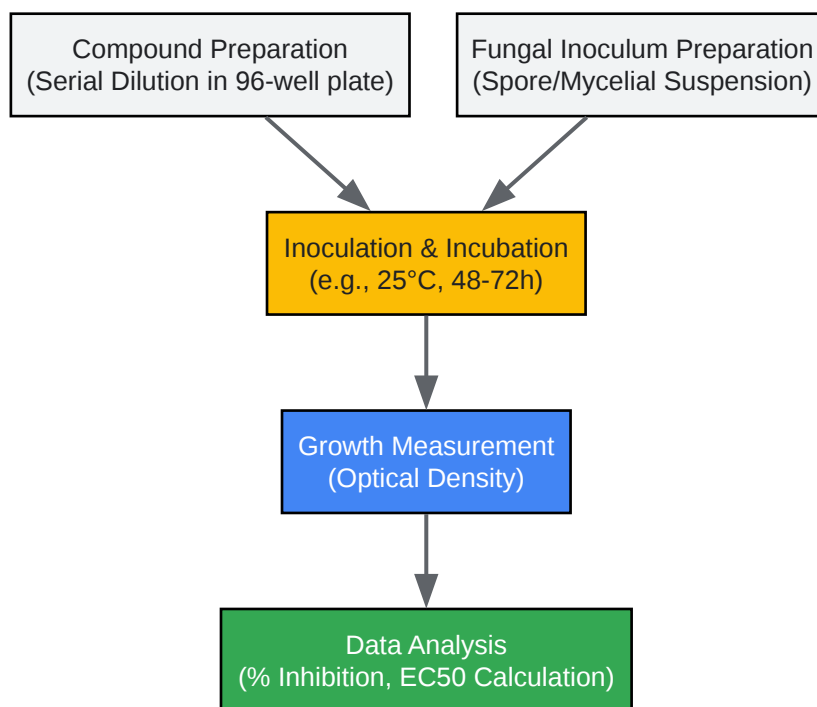 Compound Preparation
(Serial Dilution in 96-well plate)
Fungal Inoculum Preparation
(Spore/Mycelial Suspension)
Inoculation & Incubation
(e.g., 25°C, 48-72h)
Growth Measurement
(Optical Density)
Data Analysis
(% Inhibition, EC50 Calculation)